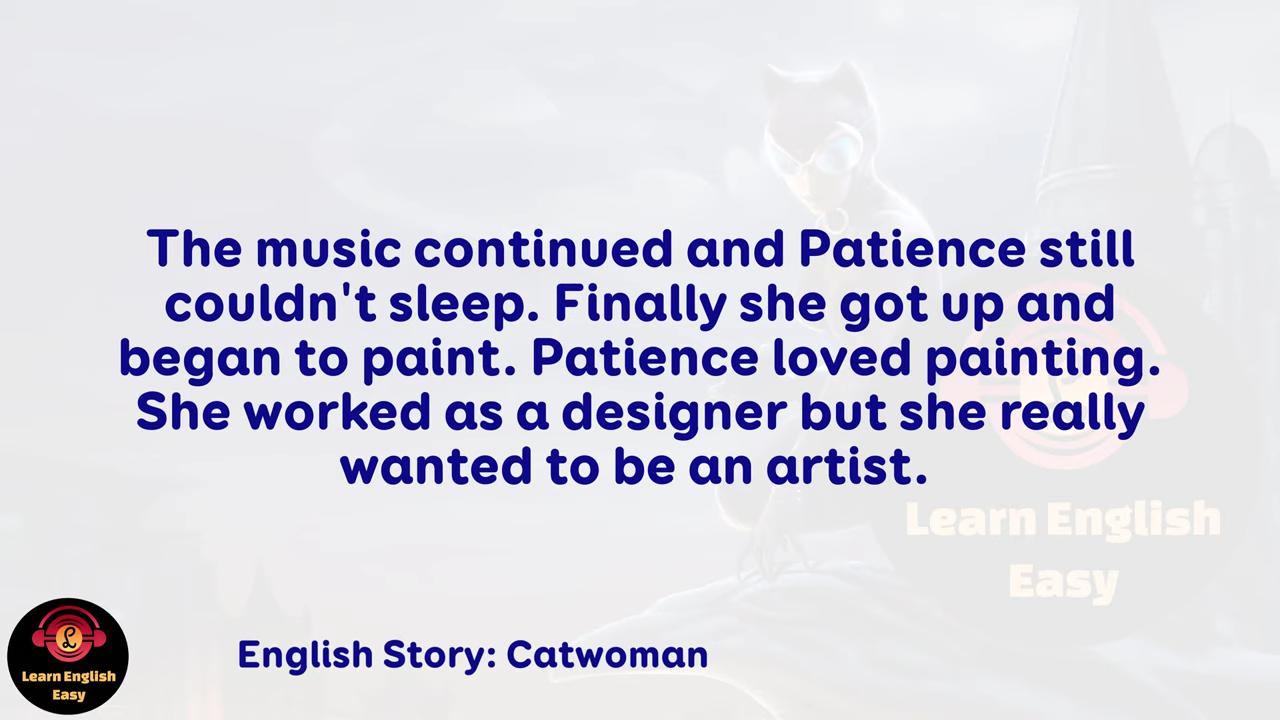 The music continued and Patience still
couldn't sleep. Finally she got up and
began to paint. Patience loved painting.
She worked as a designer but she really
wanted to be an artist.
Learn English
Easy
English Story: Catwoman
Learn English
Easy